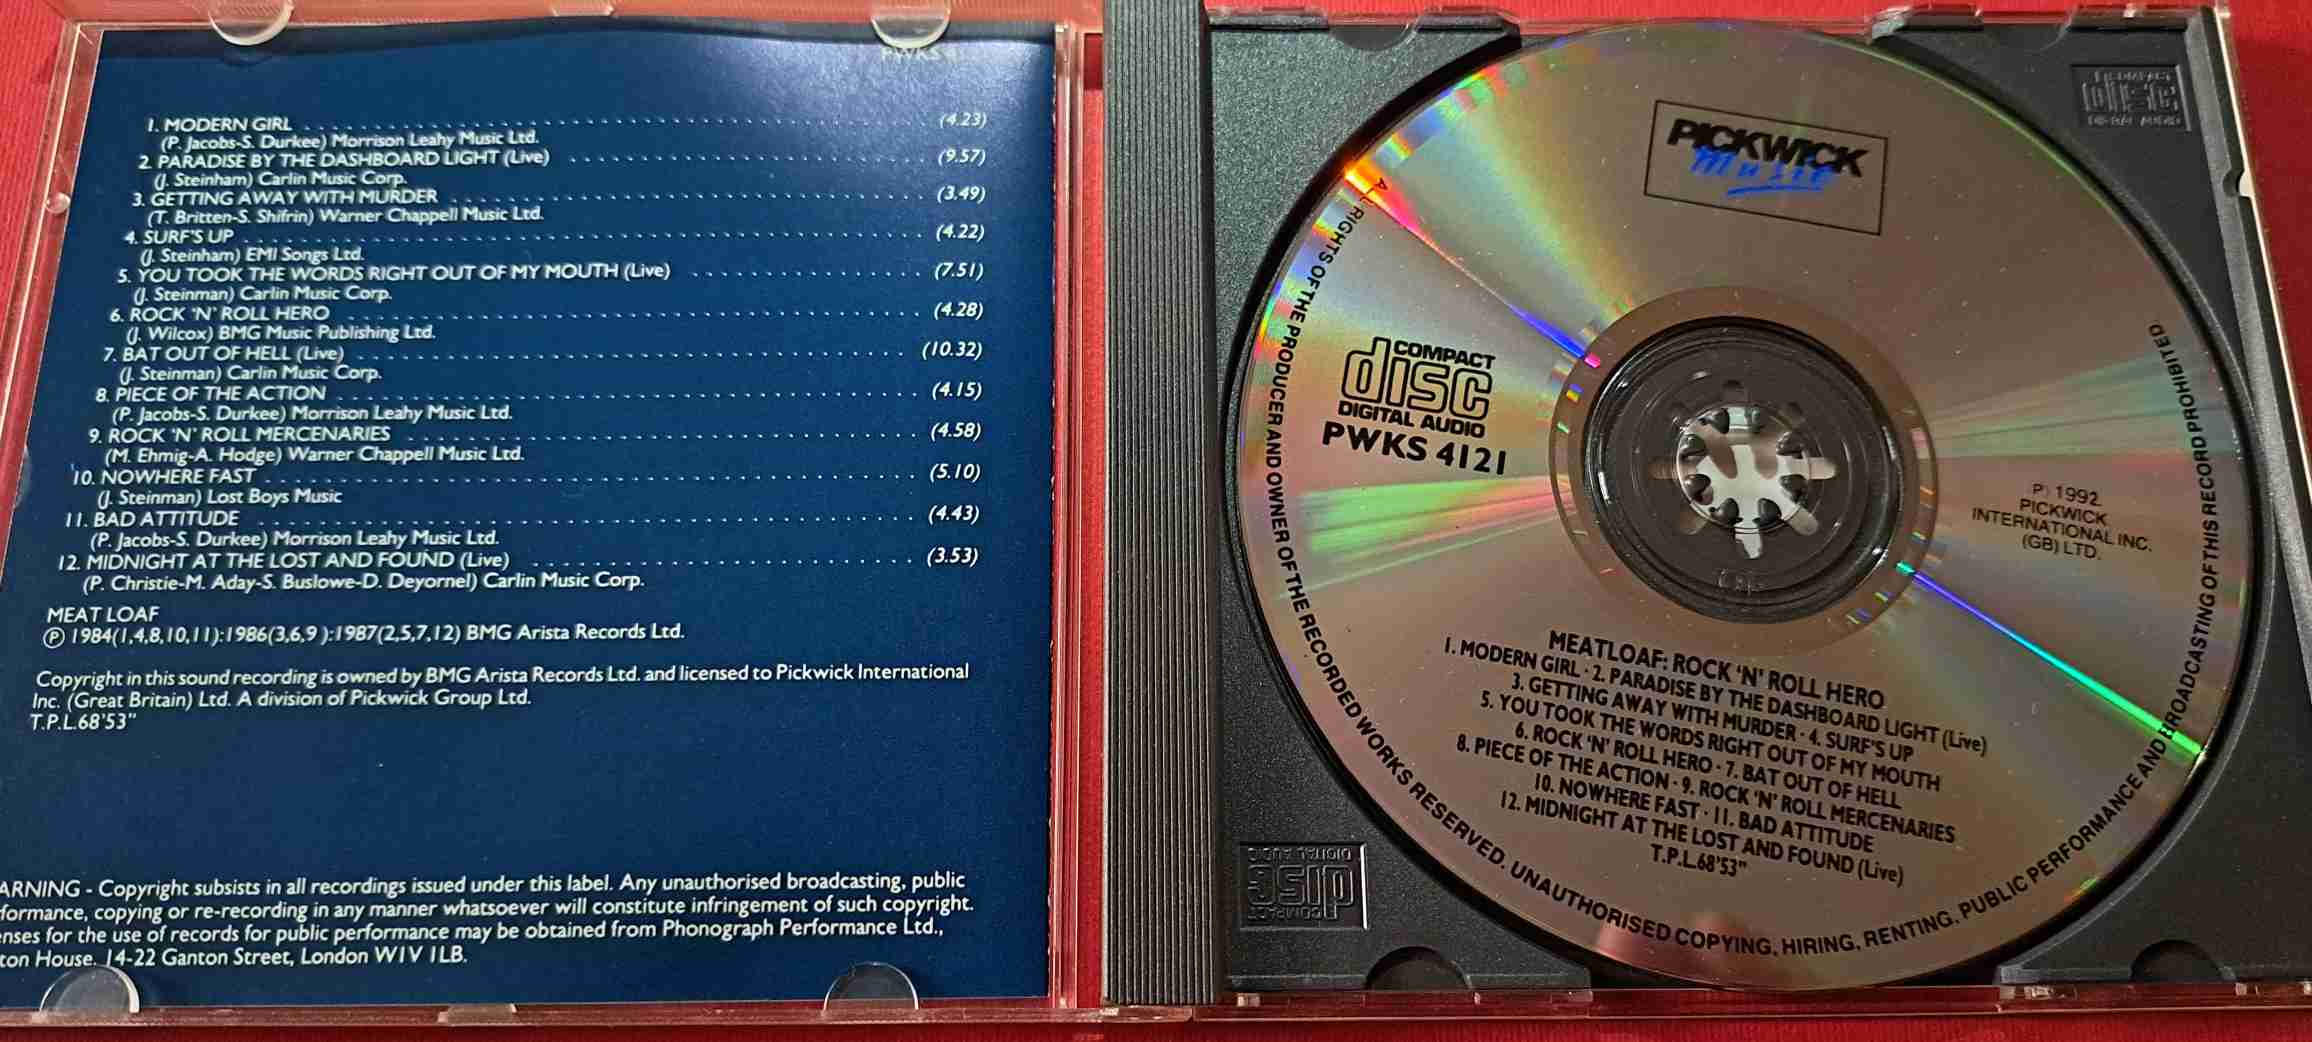 PWKS
1. MODERN GIRL (4.23)
(P. Jacobs-S. Durkee) Morrison Leahy Music Ltd.
2. PARADISE BY THE DASHBOARD LIGHT (Live) (9.57)
(J. Steinham) Carlin Music Corp.
3. GETTING AWAY WITH MURDER (3.49)
(T. Britten-S. Shifrin) Warner Chappell Music Ltd.
4. SURF'S UP (4.22)
(J. Steinham) EMI Songs Ltd.
5. YOU TOOK THE WORDS RIGHT OUT OF MY MOUTH (Live) (7.51)
(J. Steinman) Carlin Music Corp.
6. ROCK 'N' ROLL HERO (4.28)
(J. Wilcox) BMG Music Publishing Ltd.
7. BAT OUT OF HELL (Live) (10.32)
(J. Steinman) Carlin Music Corp.
8. PIECE OF THE ACTION (4.15)
(P. Jacobs-S. Durkee) Morrison Leahy Music Ltd.
9. ROCK 'N' ROLL MERCENARIES (4.58)
(M. Ehmig-A. Hodge) Warner Chappell Music Ltd.
10. NOWHERE FAST (5.10)
(J. Steinman) Lost Boys Music
11. BAD ATTITUDE (4.43)
(P. Jacobs-S. Durkee) Morrison Leahy Music Ltd.
12. MIDNIGHT AT THE LOST AND FOUND (Live) (3.53)
(P. Christie-M. Aday-S. Buslowe-D. Deyornel) Carlin Music Corp.
MEAT LOAF
Ⓟ 1984(1,4,8,10,11):1986(3,6,9 ):1987(2,5,7,12) BMG Arista Records Ltd.
Copyright in this sound recording is owned by BMG Arista Records Ltd. and licensed to Pickwick International
Inc. (Great Britain) Ltd. A division of Pickwick Group Ltd.
T.P.L.68'53"
ARNING - Copyright subsists in all recordings issued under this label. Any unauthorised broadcasting, public
formance, copying or re-recording in any manner whatsoever will constitute infringement of such copyright.
enses for the use of records for public performance may be obtained from Phonograph Performance Ltd.,
ton House, 14-22 Ganton Street, London W1V 1LB.
PICKWICK
music
COMPACT
disc
DIGITAL AUDIO
PWKS 4121
P) 1992
PICKWICK
INTERNATIONAL INC.
(GB) LTD.
MEATLOAF: ROCK 'N' ROLL HERO
1. MODERN GIRL · 2. PARADISE BY THE DASHBOARD LIGHT (Live)
3. GETTING AWAY WITH MURDER · 4. SURF'S UP
5. YOU TOOK THE WORDS RIGHT OUT OF MY MOUTH
6. ROCK 'N' ROLL HERO · 7. BAT OUT OF HELL
8. PIECE OF THE ACTION · 9. ROCK 'N' ROLL MERCENARIES
10. NOWHERE FAST · 11. BAD ATTITUDE
12. MIDNIGHT AT THE LOST AND FOUND (Live)
T.P.L.68'53"
ALL RIGHTS OF THE PRODUCER AND OWNER OF THE RECORDED WORKS RESERVED. UNAUTHORISED COPYING, HIRING, RENTING, PUBLIC PERFORMANCE AND BROADCASTING OF THIS RECORD PROHIBITED.
COMPACT
disc
DIGITAL AUDIO
COMPACT
disc
DIGITAL AUDIO